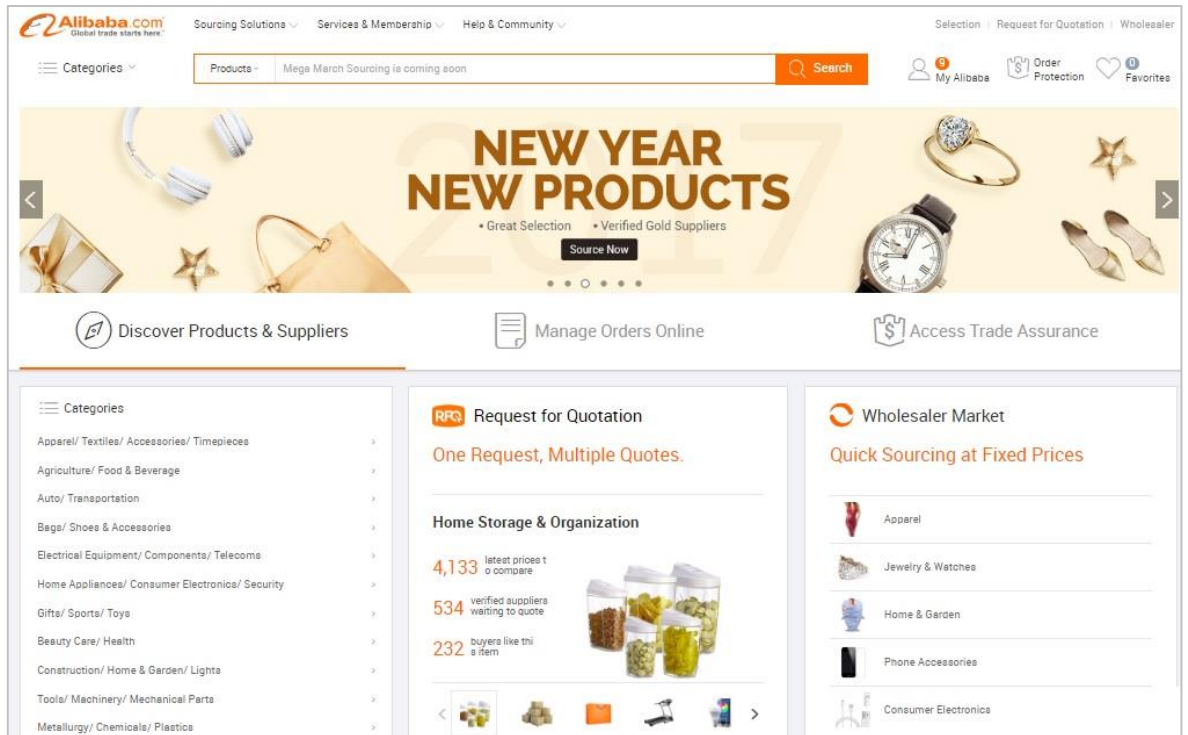 Alibaba.com
Global trade starts here.
Sourcing Solutions
Services & Membership
Help & Community
Selection
Request for Quotation
Wholesaler
Categories
Products
Mega March Sourcing is coming soon
Search
9
My Alibaba
Order
Protection
0
Favorites
2017
NEW YEAR
NEW PRODUCTS
• Great Selection • Verified Gold Suppliers
Source Now
Discover Products & Suppliers
Manage Orders Online
Access Trade Assurance
Categories
Apparel/ Textiles/ Accessories/ Timepieces
Agriculture/ Food & Beverage
Auto/ Transportation
Bags/ Shoes & Accessories
Electrical Equipment/ Components/ Telecoms
Home Appliances/ Consumer Electronics/ Security
Gifts/ Sports/ Toys
Beauty Care/ Health
Construction/ Home & Garden/ Lights
Tools/ Machinery/ Mechanical Parts
Metallurgy/ Chemicals/ Plastics
RFQ Request for Quotation
One Request, Multiple Quotes.
Home Storage & Organization
4,133 latest prices t
o compare
534 verified suppliers
waiting to quote
232 buyers like thi
s item
Wholesaler Market
Quick Sourcing at Fixed Prices
Apparel
Jewelry & Watches
Home & Garden
Phone Accessories
Consumer Electronics